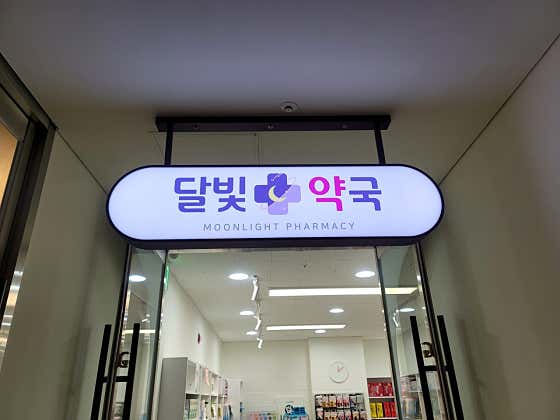 달빛 약국
MOONLIGHT PHARMACY